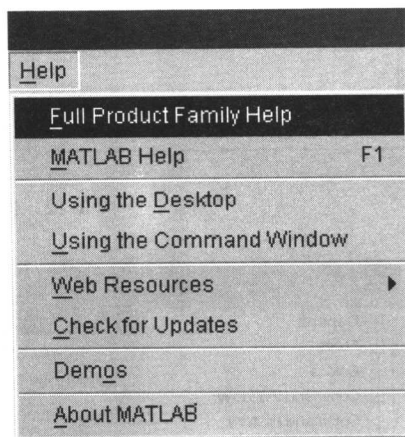 Help
Full Product Family Help
MATLAB Help F1
Using the Desktop
Using the Command Window
Web Resources
Check for Updates
Demos
About MATLAB